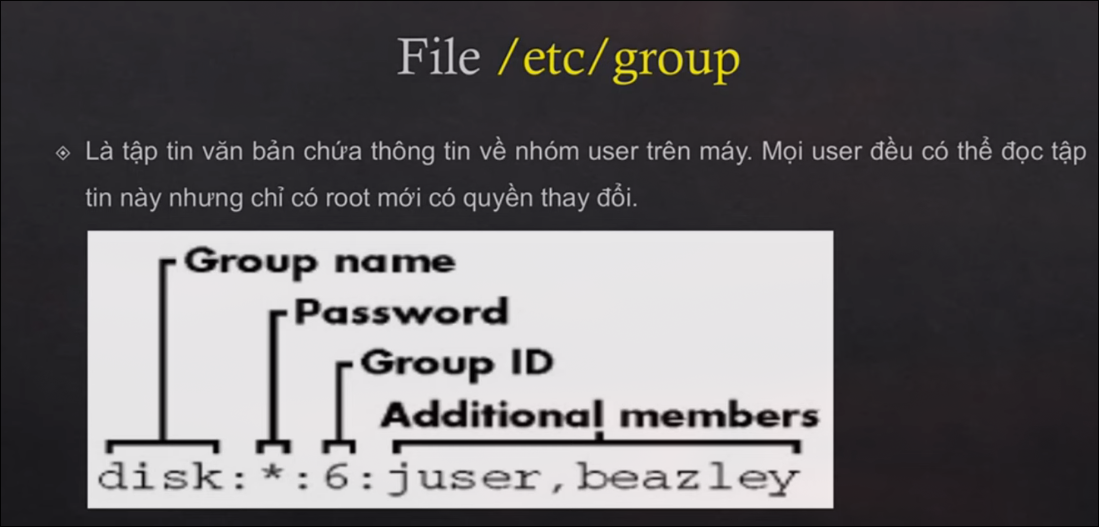 File /etc/group
Là tập tin văn bản chứa thông tin về nhóm user trên máy. Mọi user đều có thể đọc tập
tin này nhưng chỉ có root mới có quyền thay đổi.
Group name
Password
Group ID
Additional members
disk:*:6:juser,beazley